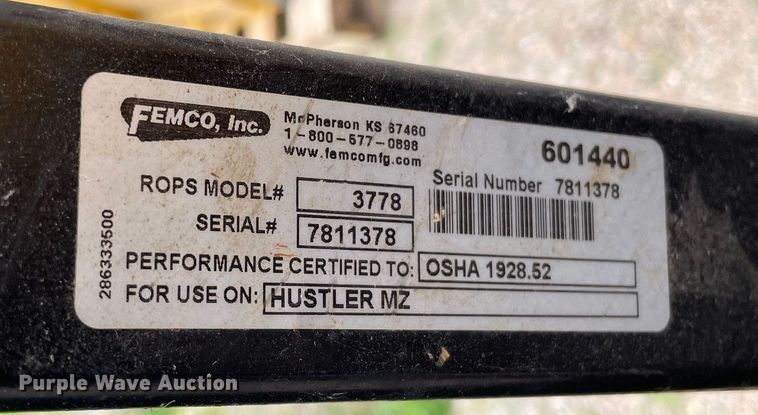 FEMCO, Inc.
McPherson KS 67460
1-800-577-0898
www.femcomfg.com
601440
Serial Number 7811378
ROPS MODEL# 3778
SERIAL# 7811378
PERFORMANCE CERTIFIED TO: OSHA 1928.52
FOR USE ON: HUSTLER MZ
286333500
Purple Wave Auction